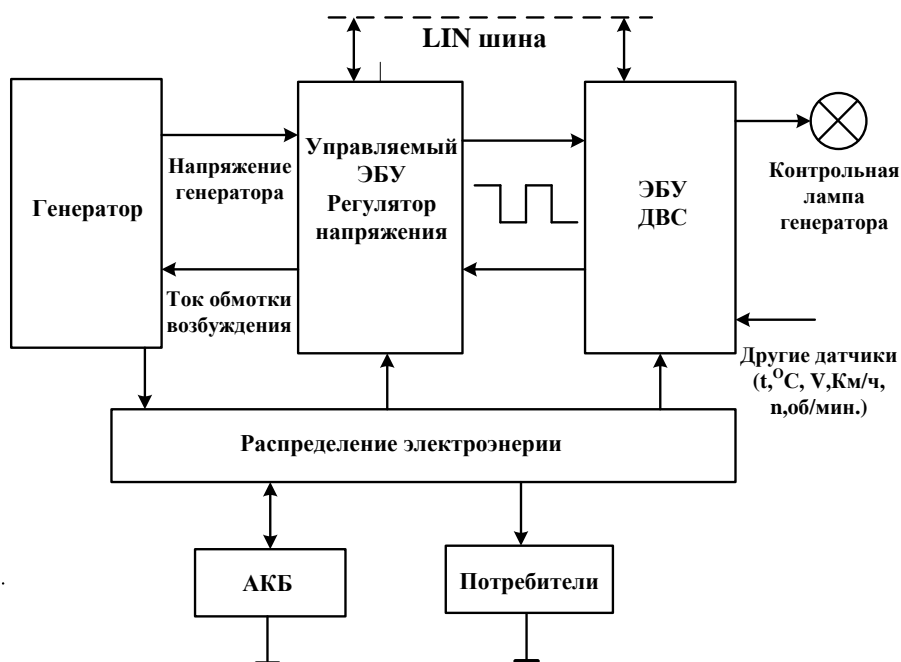 LIN шина
Генератор
Напряжение
генератора
Ток обмотки
возбуждения
Управляемый
ЭБУ
Регулятор
напряжения
ЭБУ
ДВС
Контрольная
лампа
генератора
Другие датчики
(t,ᴼC, V,Км/ч,
n,об/мин.)
Распределение электроэнерии
АКБ
Потребители